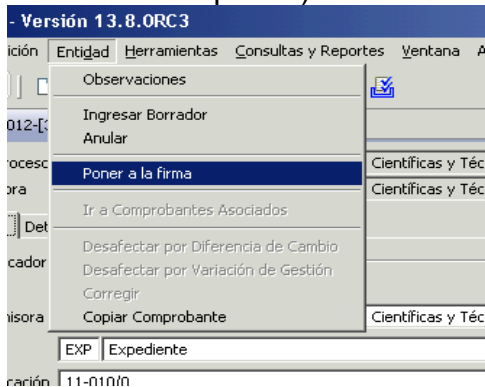 - Versión 13.8.0RC3
ición Entidad Herramientas Consultas y Reportes Ventana A
Observaciones
012-[
Ingresar Borrador
Anular
roceso
Poner a la firma
Científicas y Téc
ora
Científicas y Téc
Ir a Comprobantes Asociados
Det
Desafectar por Diferencia de Cambio
cador
Desafectar por Variación de Gestión
Corregir
nisora
Copiar Comprobante
Científicas y Téc
EXP Expediente
cación 11-010/0